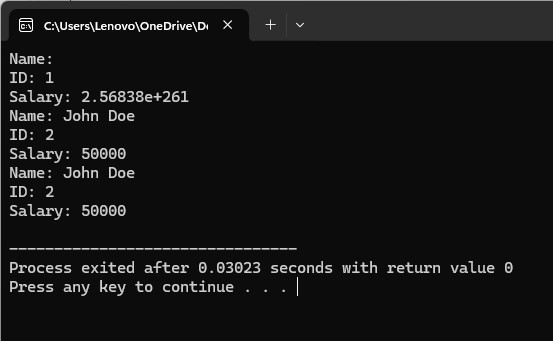 C:\Users\Lenovo\OneDrive\Do
Name:
ID: 1
Salary: 2.56838e+261
Name: John Doe
ID: 2
Salary: 50000
Name: John Doe
ID: 2
Salary: 50000
--------------------------------
Process exited after 0.03023 seconds with return value 0
Press any key to continue . . .